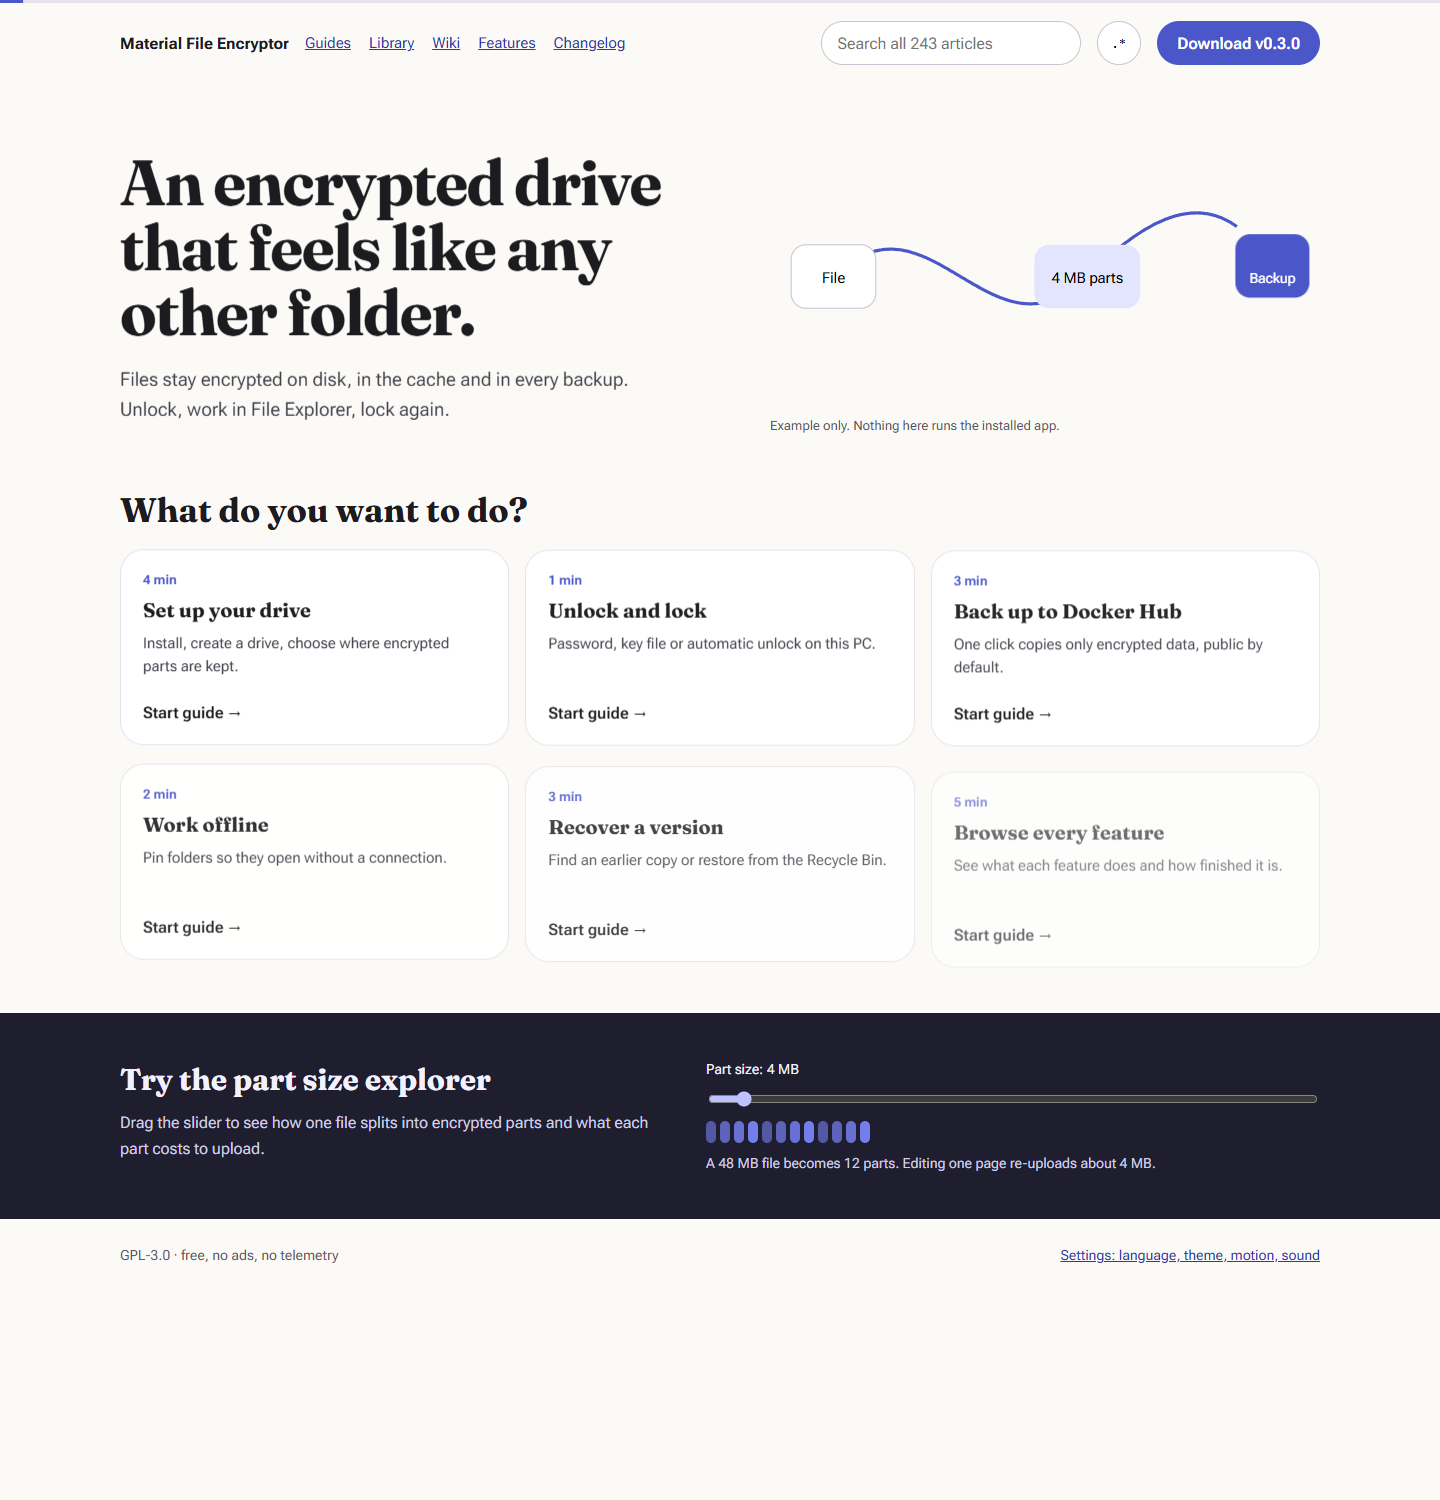 Material File Encryptor Guides Library Wiki Features Changelog Search all 243 articles .* Download v0.3.0
An encrypted drive
that feels like any
other folder.
Files stay encrypted on disk, in the cache and in every backup.
Unlock, work in File Explorer, lock again.
File
4 MB parts
Backup
Example only. Nothing here runs the installed app.
What do you want to do?
4 min
Set up your drive
Install, create a drive, choose where encrypted
parts are kept.
Start guide →
1 min
Unlock and lock
Password, key file or automatic unlock on this PC.
Start guide →
3 min
Back up to Docker Hub
One click copies only encrypted data, public by
default.
Start guide →
2 min
Work offline
Pin folders so they open without a connection.
Start guide →
3 min
Recover a version
Find an earlier copy or restore from the Recycle Bin.
Start guide →
5 min
Browse every feature
See what each feature does and how finished it is.
Start guide →
Try the part size explorer
Drag the slider to see how one file splits into encrypted parts and what each
part costs to upload.
Part size: 4 MB
A 48 MB file becomes 12 parts. Editing one page re-uploads about 4 MB.
GPL-3.0 · free, no ads, no telemetry
Settings: language, theme, motion, sound